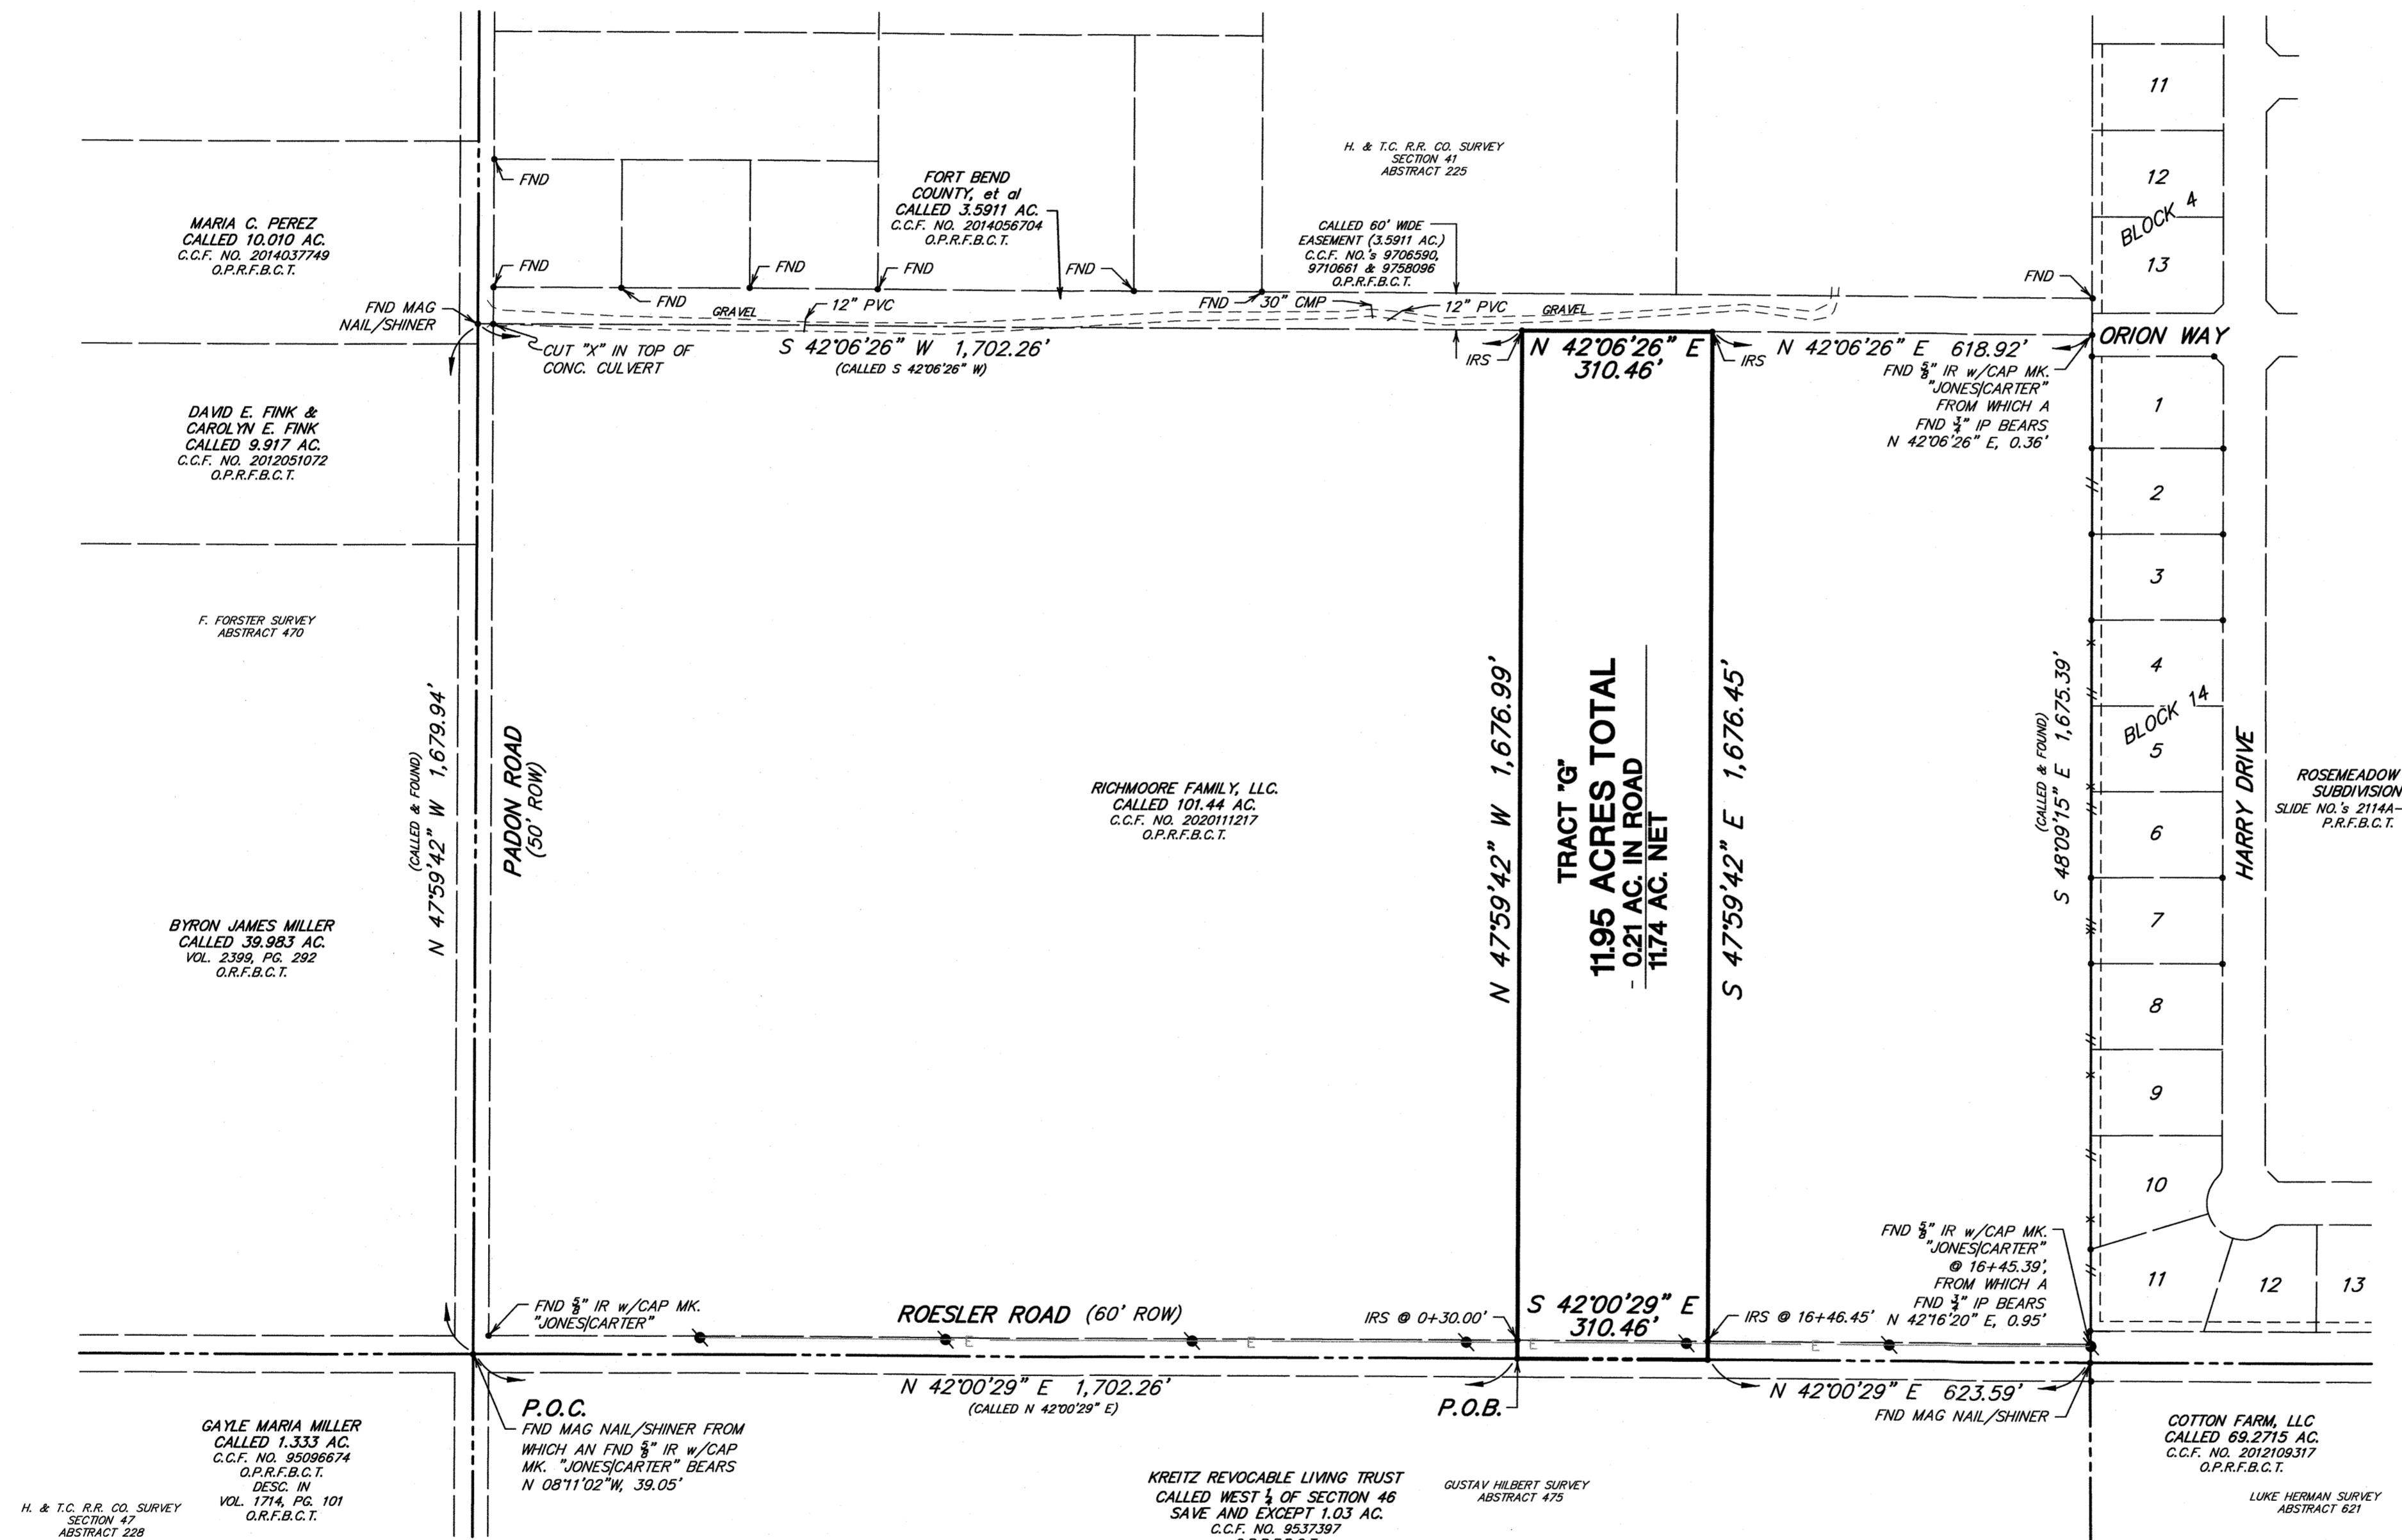 H. & T.C. R.R. CO. SURVEY
SECTION 41
ABSTRACT 225
11
12
BLOCK 4
13
MARIA C. PEREZ
CALLED 10.010 AC.
C.C.F. NO. 2014037749
O.P.R.F.B.C.T.
FND
FORT BEND
COUNTY, et al
CALLED 3.5911 AC.
C.C.F. NO. 2014056704
O.P.R.F.B.C.T.
CALLED 60' WIDE
EASEMENT (3.5911 AC.)
C.C.F. NO.'s 9706590,
9710661 & 9758096
O.P.R.F.B.C.T.
FND
FND
FND
FND
FND
FND
FND
FND MAG
NAIL/SHINER
GRAVEL
12" PVC
30" CMP
12" PVC
GRAVEL
CUT "X" IN TOP OF
CONC. CULVERT
S 42°06'26" W 1,702.26'
(CALLED S 42°06'26" W)
IRS
N 42°06'26" E
310.46'
IRS
N 42°06'26" E 618.92'
ORION WAY
FND 5/8" IR w/CAP MK.
"JONES|CARTER"
FROM WHICH A
FND 3/4" IP BEARS
N 42°06'26" E, 0.36'
DAVID E. FINK &
CAROLYN E. FINK
CALLED 9.917 AC.
C.C.F. NO. 2012051072
O.P.R.F.B.C.T.
1
2
3
4
BLOCK 14
5
6
7
8
9
10
11
12
13
F. FORSTER SURVEY
ABSTRACT 470
(CALLED & FOUND)
N 47°59'42" W 1,679.94'
PADON ROAD
(50' ROW)
RICHMOORE FAMILY, LLC.
CALLED 101.44 AC.
C.C.F. NO. 2020111217
O.P.R.F.B.C.T.
N 47°59'42" W 1,676.99'
TRACT "G"
11.95 ACRES TOTAL
- 0.21 AC. IN ROAD
11.74 AC. NET
S 47°59'42" E 1,676.45'
(CALLED & FOUND)
S 48°09'15" E 1,675.39'
HARRY DRIVE
ROSEMEADOW
SUBDIVISION
SLIDE NO.'s 2114A-
P.R.F.B.C.T.
BYRON JAMES MILLER
CALLED 39.983 AC.
VOL. 2399, PG. 292
O.R.F.B.C.T.
FND 5/8" IR w/CAP MK.
"JONES|CARTER"
@ 16+45.39',
FROM WHICH A
FND 3/4" IP BEARS
N 42°16'20" E, 0.95'
FND 5/8" IR w/CAP MK.
"JONES|CARTER"
ROESLER ROAD (60' ROW)
IRS @ 0+30.00'
S 42°00'29" E
310.46'
IRS @ 16+46.45'
E
E
E
E
N 42°00'29" E 1,702.26'
(CALLED N 42°00'29" E)
P.O.C.
FND MAG NAIL/SHINER FROM
WHICH AN FND 5/8" IR w/CAP
MK. "JONES|CARTER" BEARS
N 08°11'02"W, 39.05'
P.O.B.
N 42°00'29" E 623.59'
FND MAG NAIL/SHINER
GAYLE MARIA MILLER
CALLED 1.333 AC.
C.C.F. NO. 95096674
O.P.R.F.B.C.T.
DESC. IN
VOL. 1714, PG. 101
O.R.F.B.C.T.
H. & T.C. R.R. CO. SURVEY
SECTION 47
ABSTRACT 228
KREITZ REVOCABLE LIVING TRUST
CALLED WEST 1/4 OF SECTION 46
SAVE AND EXCEPT 1.03 AC.
C.C.F. NO. 9537397
GUSTAV HILBERT SURVEY
ABSTRACT 475
COTTON FARM, LLC
CALLED 69.2715 AC.
C.C.F. NO. 2012109317
O.P.R.F.B.C.T.
LUKE HERMAN SURVEY
ABSTRACT 621